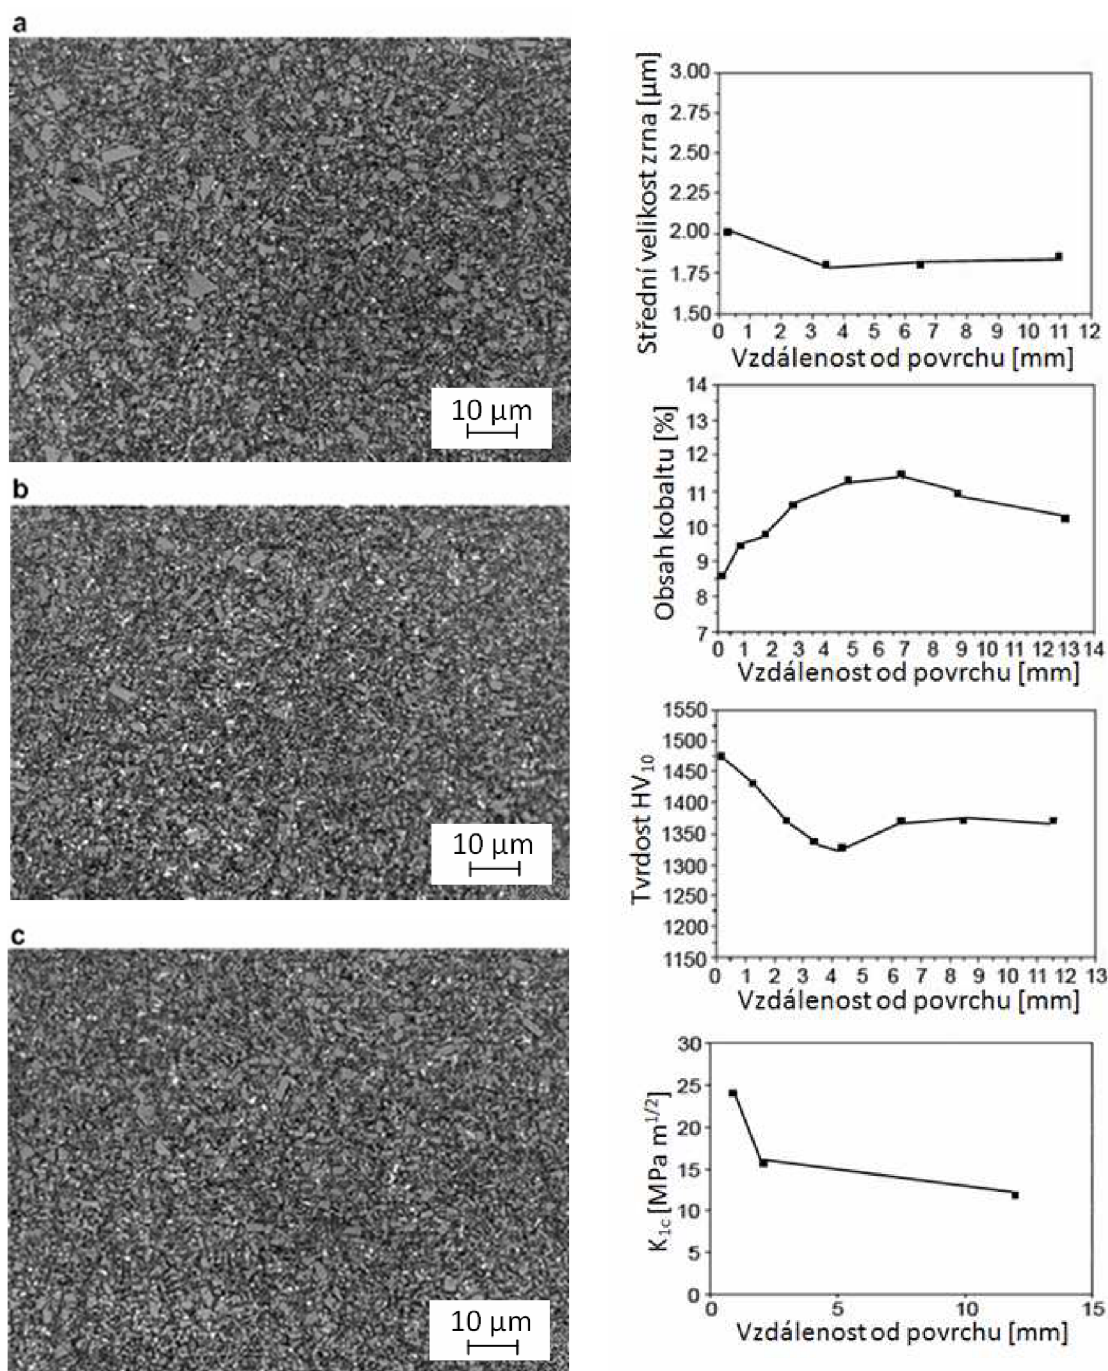 a
10 µm
b
10 µm
c
10 µm
Střední velikost zrna [µm]
3.00
2.75
2.50
2.25
2.00
1.75
1.50
0 1 2 3 4 5 6 7 8 9 10 11 12
Vzdálenost od povrchu [mm]
Obsah kobaltu [%]
14
13
12
11
10
9
8
7
0 1 2 3 4 5 6 7 8 9 10 11 12 13 14
Vzdálenost od povrchu [mm]
Tvrdost HV10
1550
1500
1450
1400
1350
1300
1250
1200
1150
0 1 2 3 4 5 6 7 8 9 10 11 12 13
Vzdálenost od povrchu [mm]
K1c [MPa m1/2]
30
25
20
15
10
5
0
0 5 10 15
Vzdálenost od povrchu [mm]